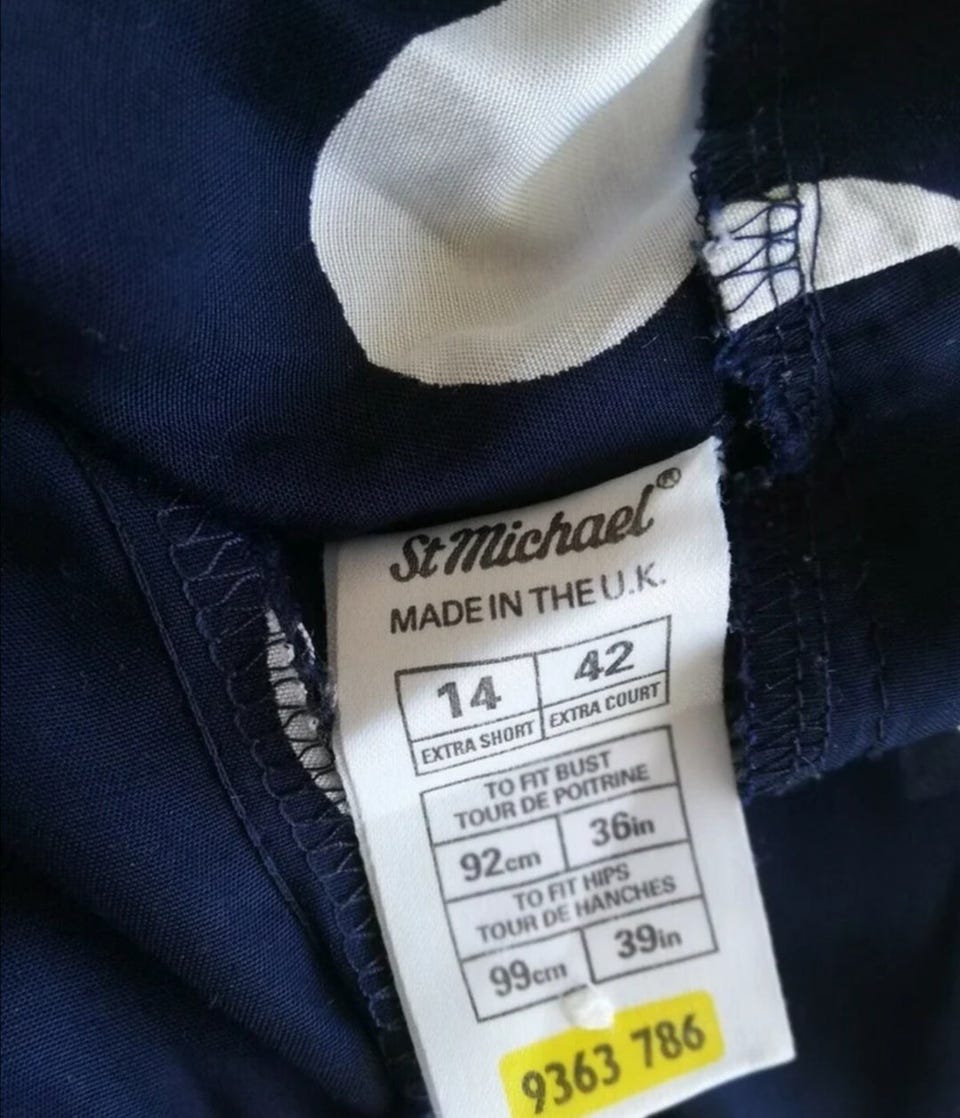 St Michael®
MADE IN THE U.K.
14 42
EXTRA SHORT EXTRA COURT
TO FIT BUST
TOUR DE POITRINE
92cm 36in
TO FIT HIPS
TOUR DE HANCHES
99cm 39in
9363 786